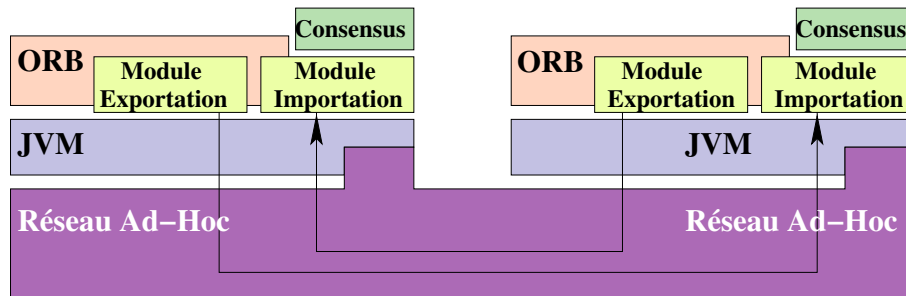 Consensus
ORB
Module
Exportation
Module
Importation
JVM
Réseau Ad−Hoc
Consensus
ORB
Module
Exportation
Module
Importation
JVM
Réseau Ad−Hoc